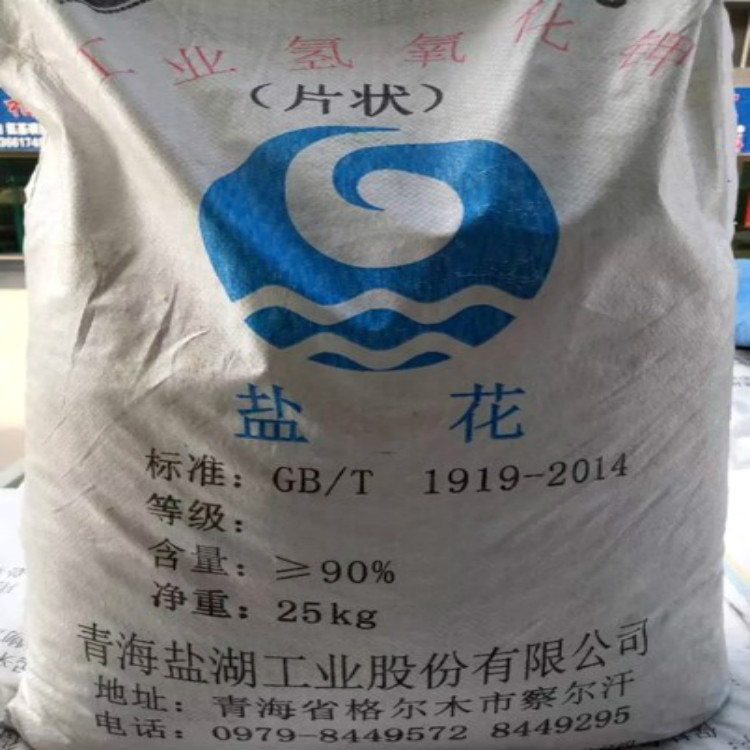 工业氢氧化钾
（片状）
盐花
标准：GB/T 1919-2014
等级：
含量：≥90%
净重：25kg
青海盐湖工业股份有限公司
地址：青海省格尔木市察尔汗
电话：0979-8449572 8449295